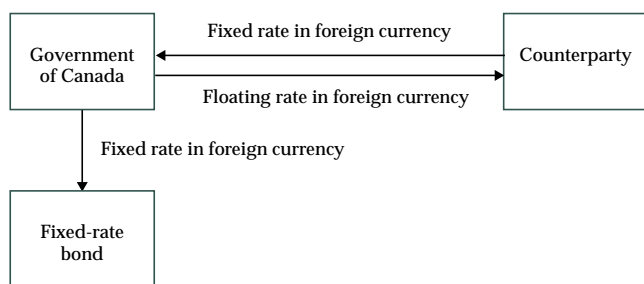 Fixed rate in foreign currency
Government
of Canada
Counterparty
Floating rate in foreign currency
Fixed rate in foreign currency
Fixed-rate
bond